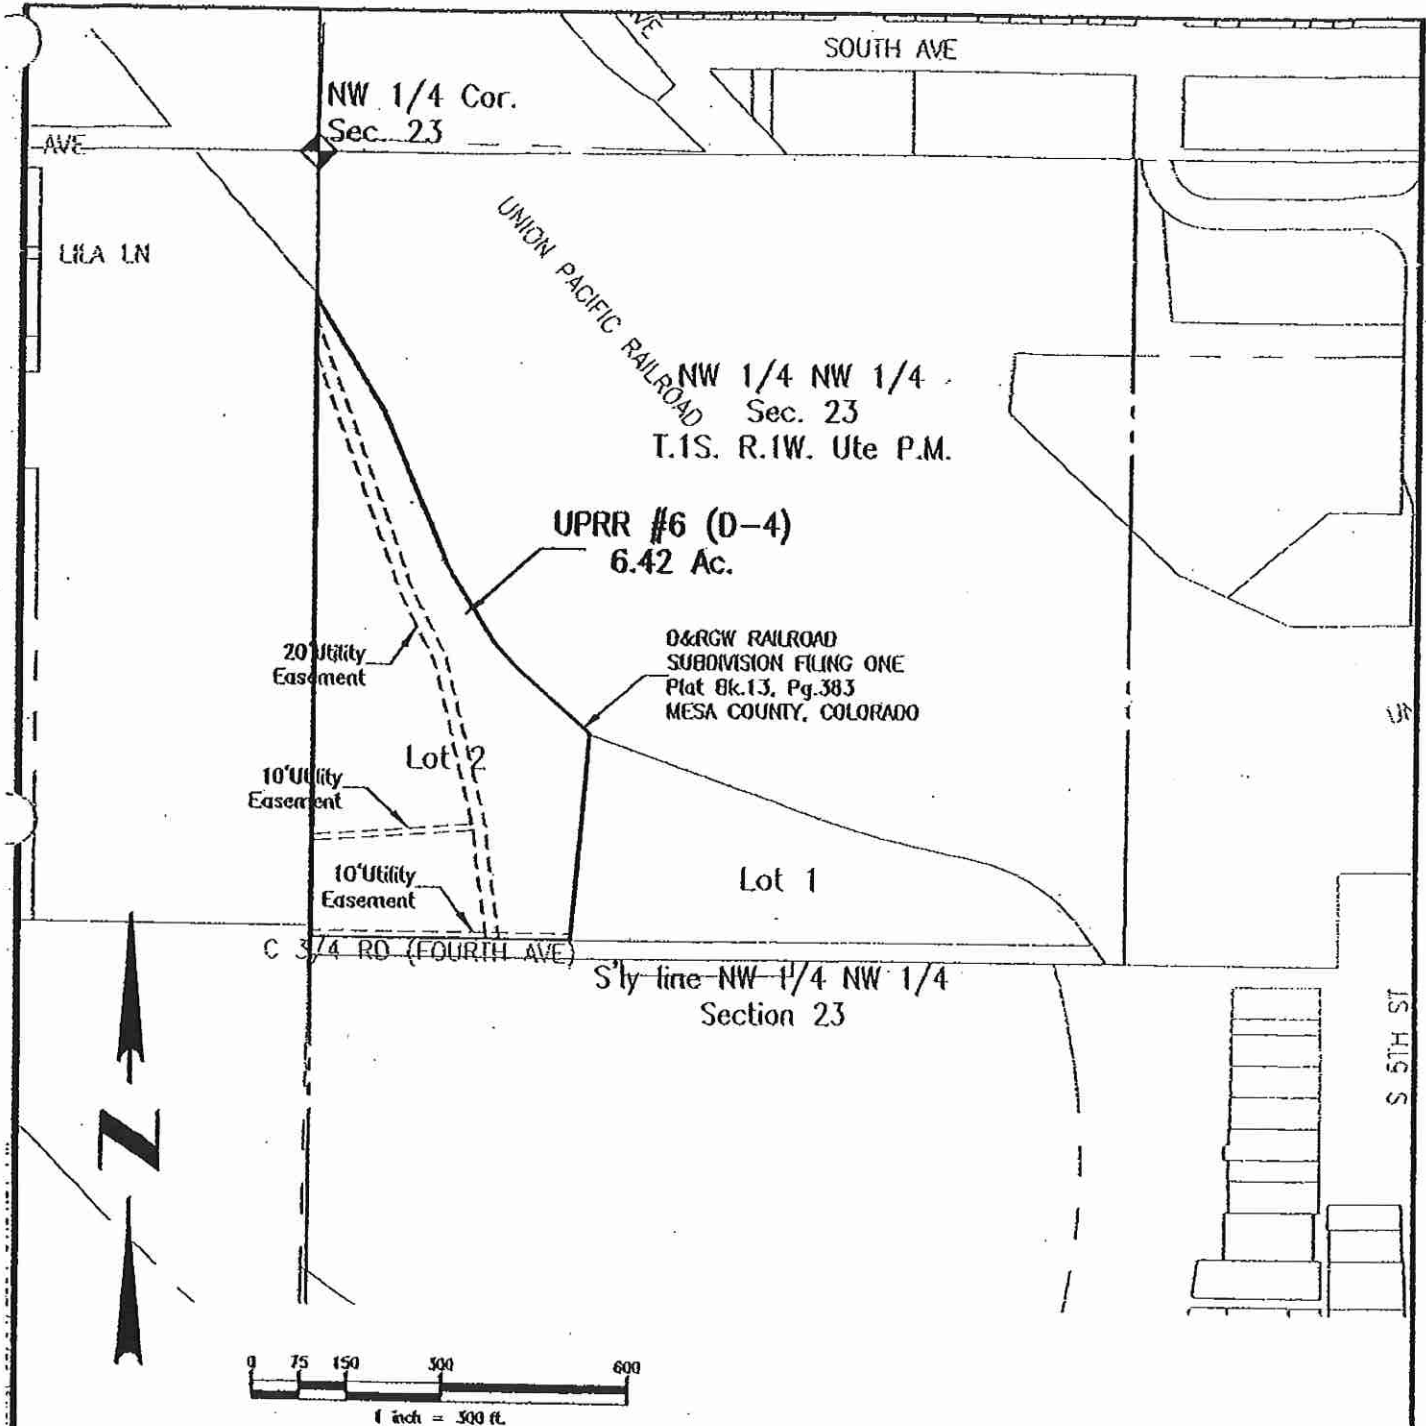 SOUTH AVE
NW 1/4 Cor.
Sec. 23
AVE
LILA LN
UNION PACIFIC RAILROAD
NW 1/4 NW 1/4
Sec. 23
T.1S. R.1W. Ute P.M.
UPRR #6 (D-4)
6.42 Ac.
D&RGW RAILROAD
SUBDIVISION FILING ONE
Plat Bk.13, Pg.383
MESA COUNTY, COLORADO
20' Utility
Easement
Lot 2
10' Utility
Easement
10' Utility
Easement
Lot 1
C 3/4 RD (FOURTH AVE)
S'ly line NW 1/4 NW 1/4
Section 23
S 5TH ST
N
0 75 150 300 600
1 inch = 300 ft.